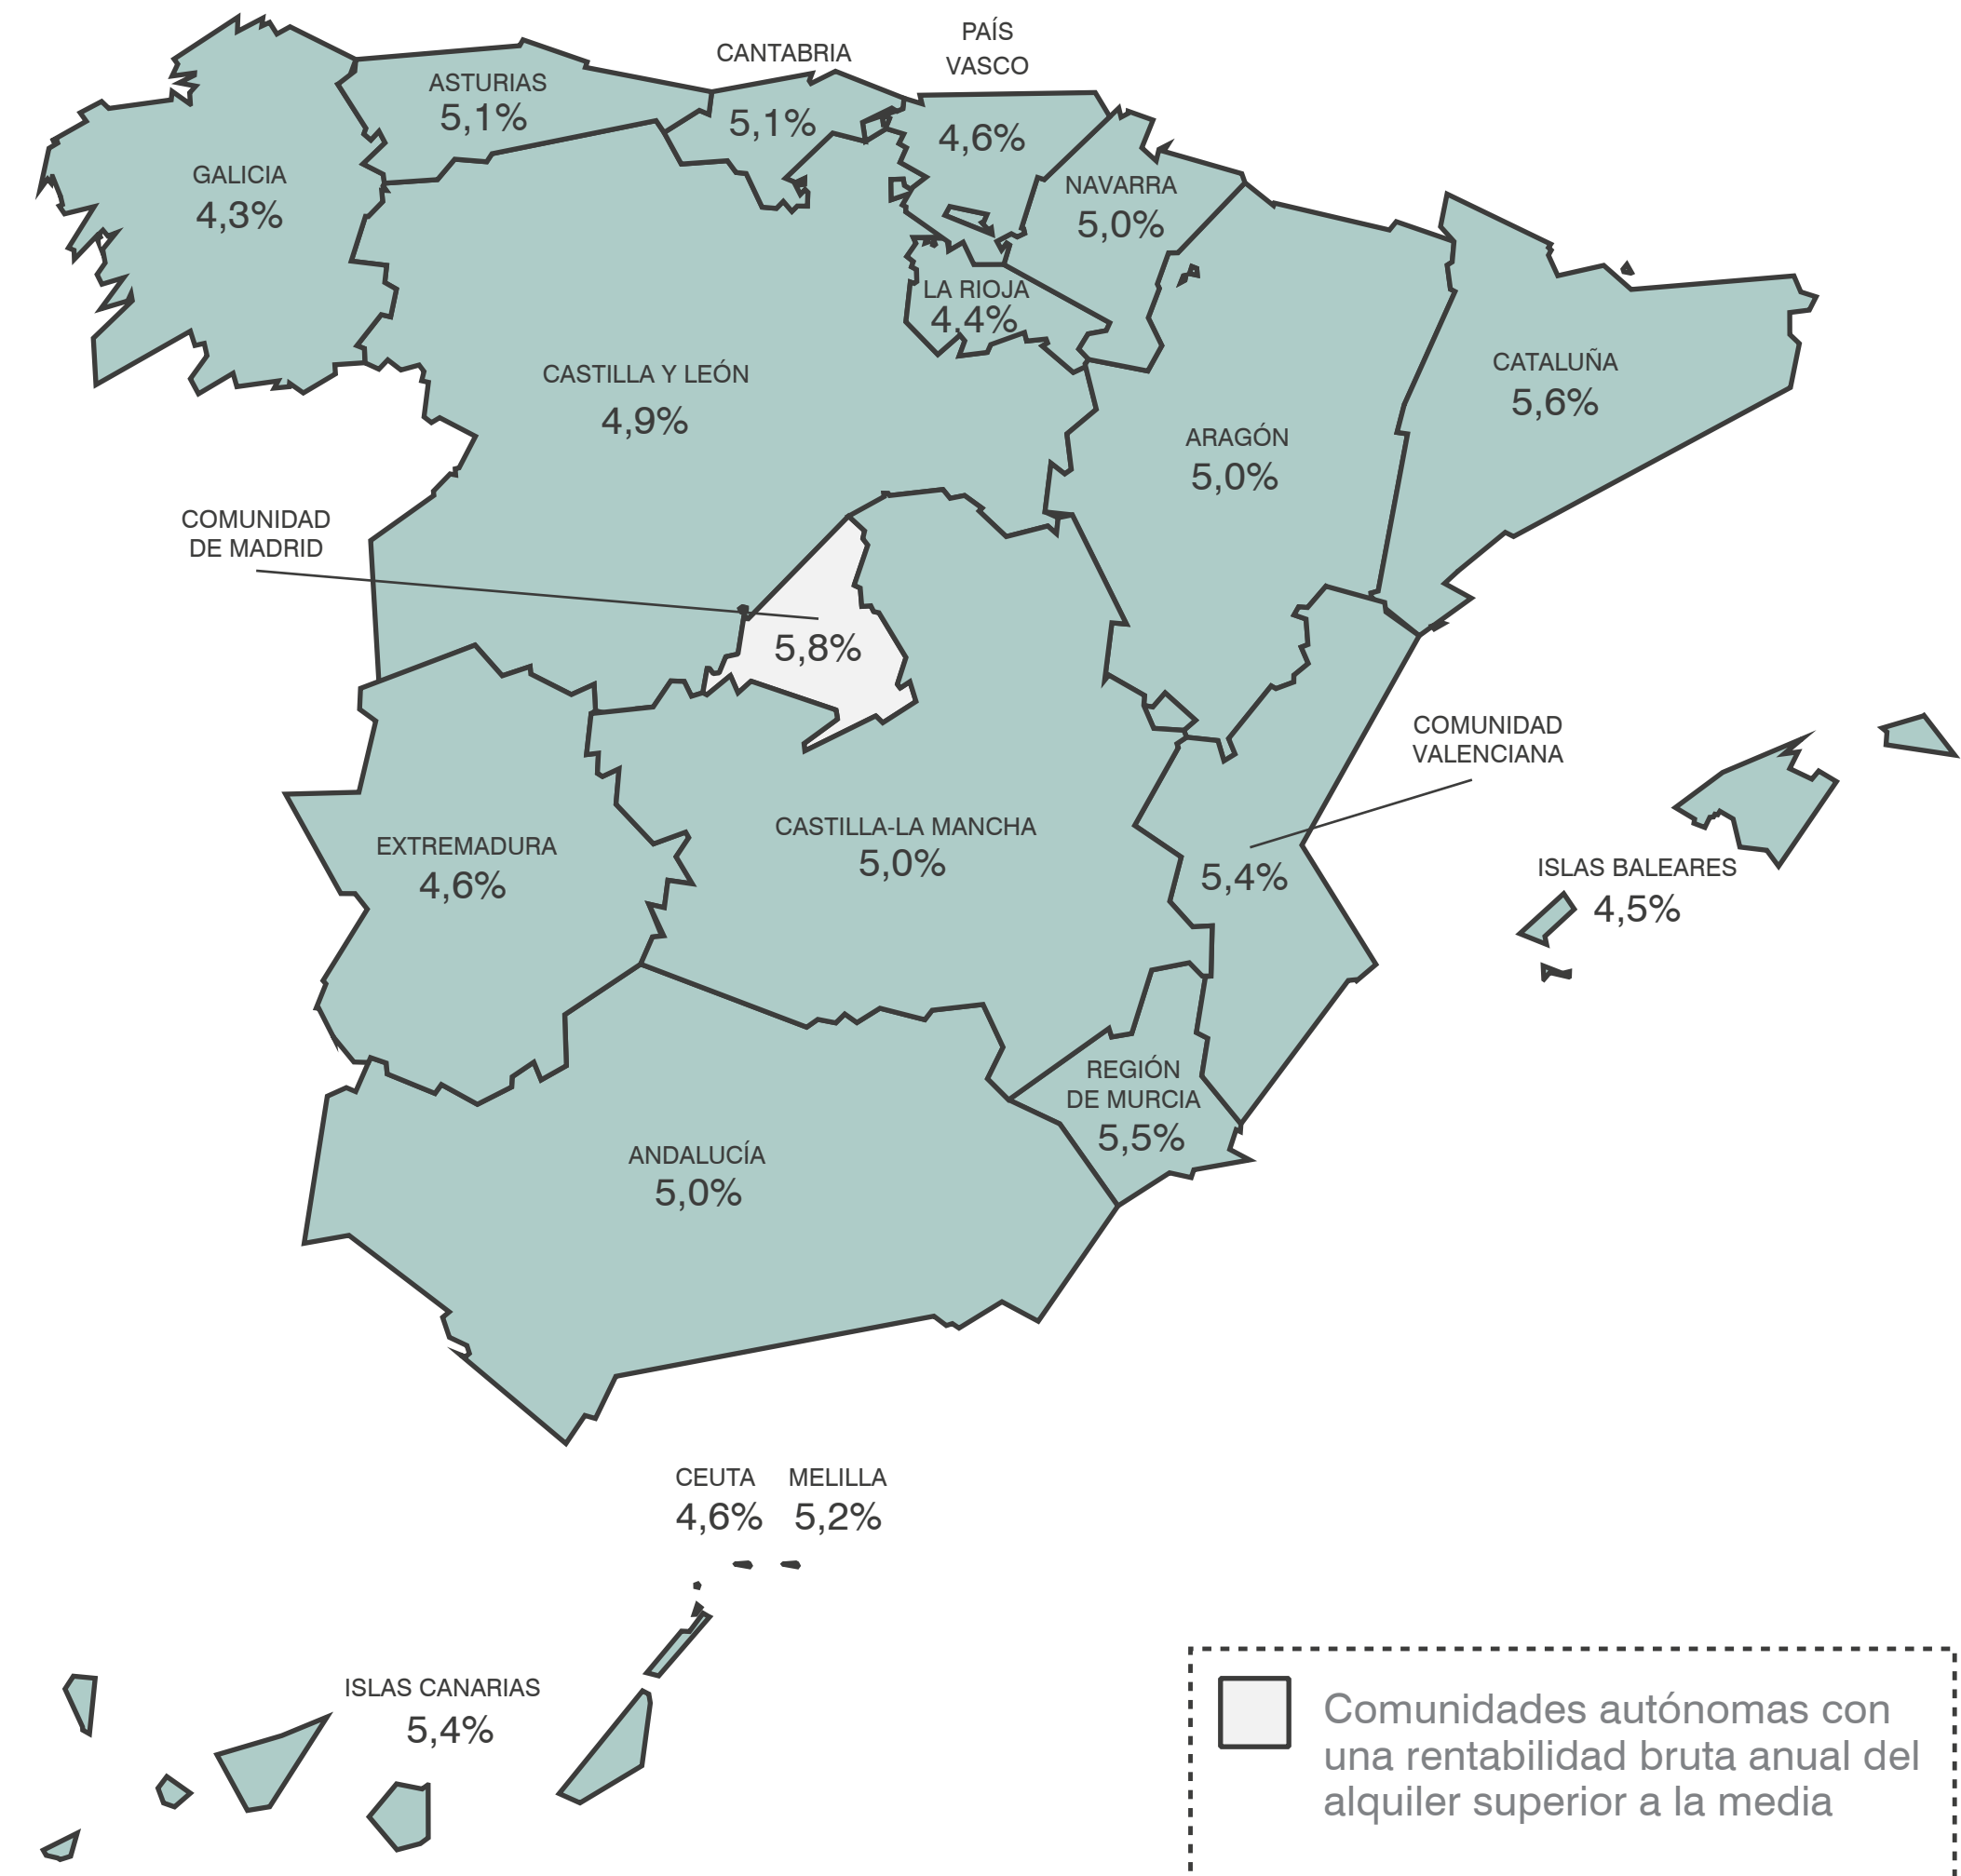 PAÍS
VASCO
CANTABRIA
ASTURIAS
5,1%
5,1%
4,6%
GALICIA
4,3%
NAVARRA
5,0%
LA RIOJA
4,4%
CASTILLA Y LEÓN
4,9%
CATALUÑA
5,6%
ARAGÓN
5,0%
COMUNIDAD
DE MADRID
5,8%
COMUNIDAD
VALENCIANA
5,4%
EXTREMADURA
4,6%
CASTILLA-LA MANCHA
5,0%
ISLAS BALEARES
4,5%
REGIÓN
DE MURCIA
5,5%
ANDALUCÍA
5,0%
CEUTA
4,6%
MELILLA
5,2%
ISLAS CANARIAS
5,4%
Comunidades autónomas con
una rentabilidad bruta anual del
alquiler superior a la media